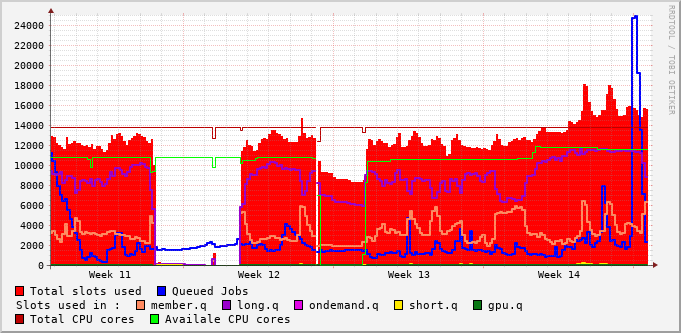 24000
22000
20000
18000
16000
14000
12000
10000
8000
6000
4000
2000
0
Week 11 Week 12 Week 13 Week 14
Total slots used Queued Jobs
Slots used in : member.q long.q ondemand.q short.q gpu.q
Total CPU cores Availale CPU cores
RRDTOOL / TOBI OETIKER